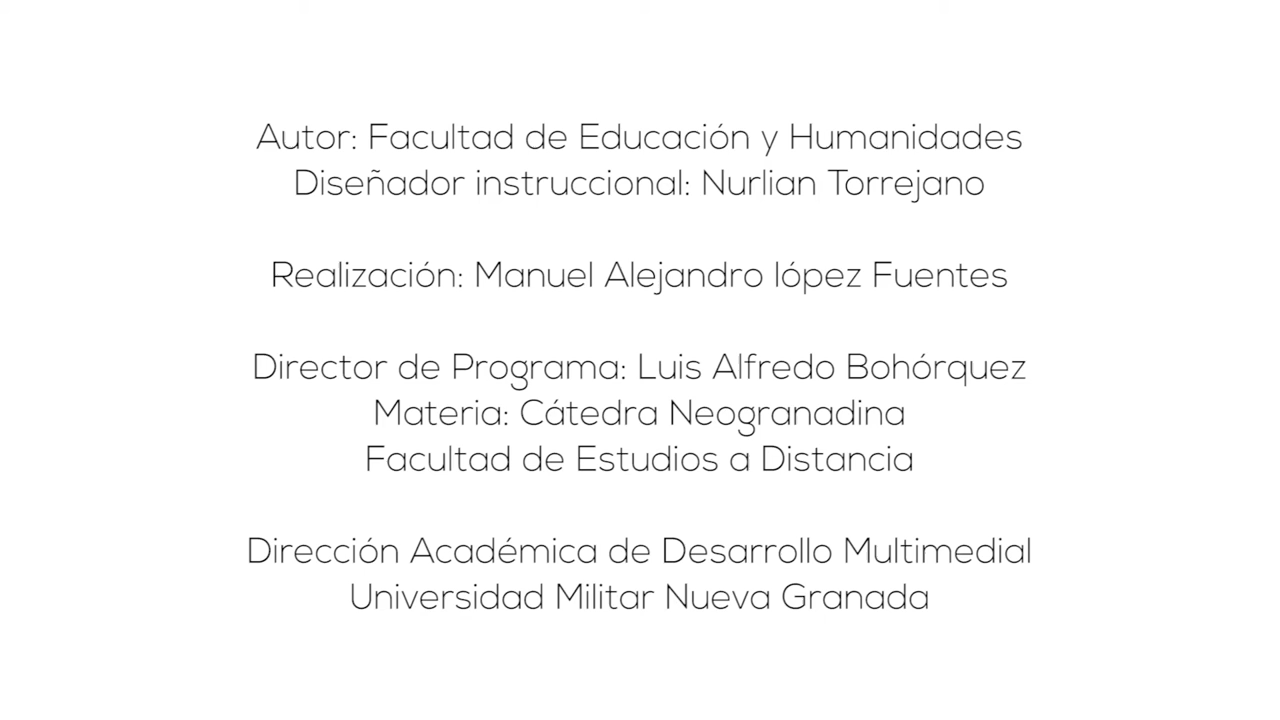 Autor: Facultad de Educación y Humanidades
Diseñador instruccional: Nurlian Torrejano
Realización: Manuel Alejandro lópez Fuentes
Director de Programa: Luis Alfredo Bohórquez
Materia: Cátedra Neogranadina
Facultad de Estudios a Distancia
Dirección Académica de Desarrollo Multimedial
Universidad Militar Nueva Granada